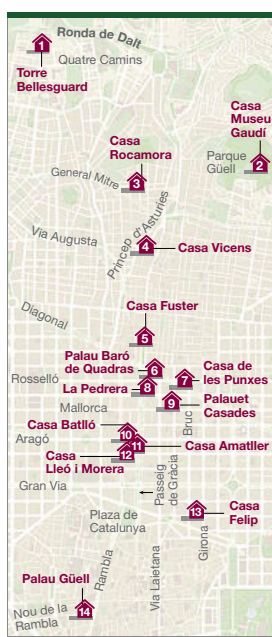 Ronda de Dalt
1
Quatre Camins
Torre
Bellesguard
Casa
Museu
Gaudí
Casa
Rocamora
Parque
Güell
2
General Mitre
3
Princep d'Asturies
Via Augusta
4
Casa Vicens
Diagonal
Casa Fuster
5
Palau Baró
de Quadras
6
Casa de
les Punxes
7
Rosselló
La Pedrera
8
Palauet
Casades
9
Mallorca
Bruc
Casa Batlló
10
Aragó
11
Casa Amatller
Casa
Lleó i Morera
12
Passeig
de Gràcia
Gran Via
Casa
Felip
13
Plaza de
Catalunya
Girona
Rambla
Via Laietana
Palau Güell
14
Nou de la
Rambla